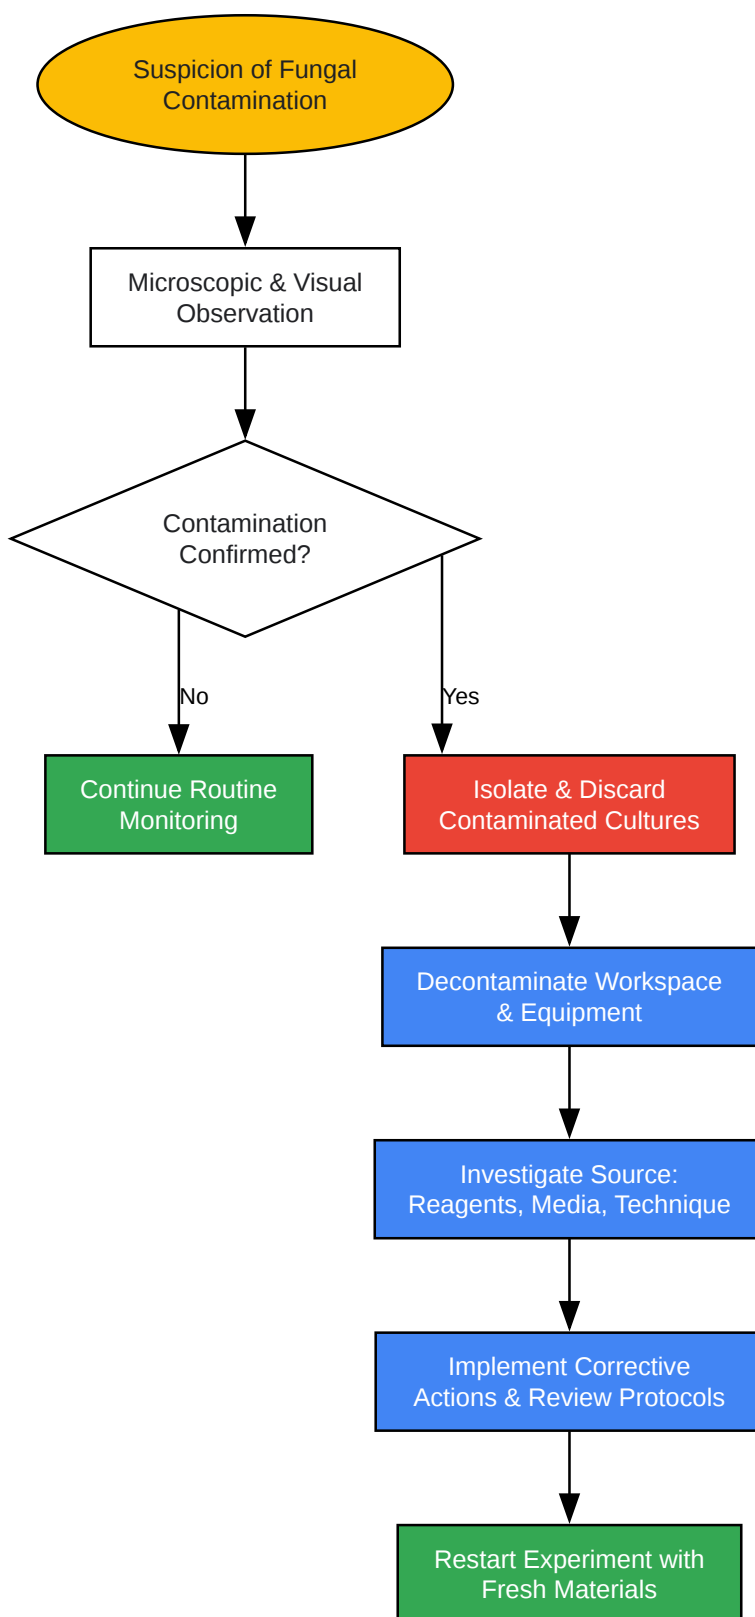 Suspicion of Fungal
Contamination
Microscopic & Visual
Observation
Contamination
Confirmed?
No
Yes
Continue Routine
Monitoring
Isolate & Discard
Contaminated Cultures
Decontaminate Workspace
& Equipment
Investigate Source:
Reagents, Media, Technique
Implement Corrective
Actions & Review Protocols
Restart Experiment with
Fresh Materials